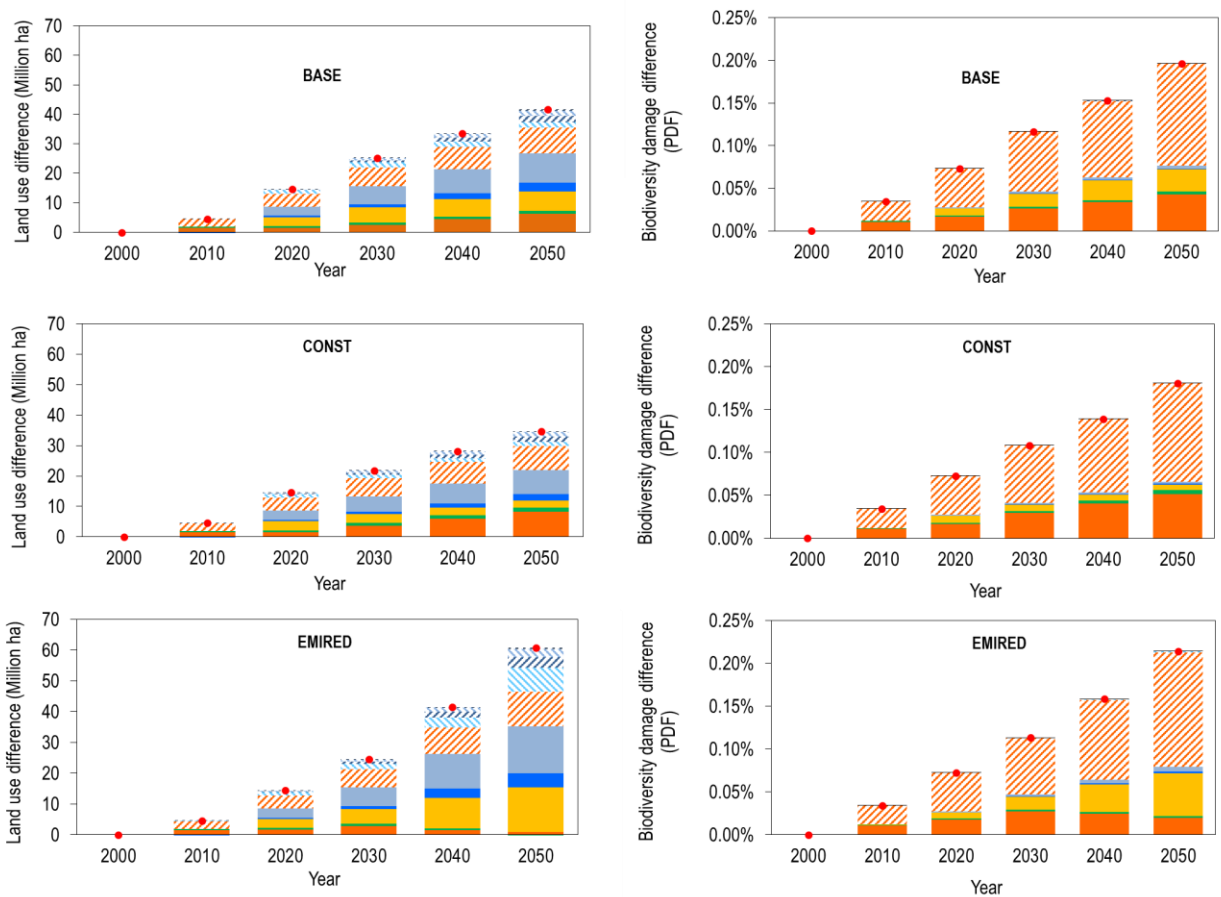 Land use difference (Million ha)
70
60
50
40
30
20
10
0
BASE
2000 2010 2020 2030 2040 2050
Year
Biodiversity damage difference
(PDF)
0.25%
0.20%
0.15%
0.10%
0.05%
0.00%
BASE
2000 2010 2020 2030 2040 2050
Year
Land use difference (Million ha)
70
60
50
40
30
20
10
0
CONST
2000 2010 2020 2030 2040 2050
Year
Biodiversity damage difference
(PDF)
0.25%
0.20%
0.15%
0.10%
0.05%
0.00%
CONST
2000 2010 2020 2030 2040 2050
Year
Land use difference (Million ha)
70
60
50
40
30
20
10
0
EMIRED
2000 2010 2020 2030 2040 2050
Year
Biodiversity damage difference
(PDF)
0.25%
0.20%
0.15%
0.10%
0.05%
0.00%
EMIRED
2000 2010 2020 2030 2040 2050
Year